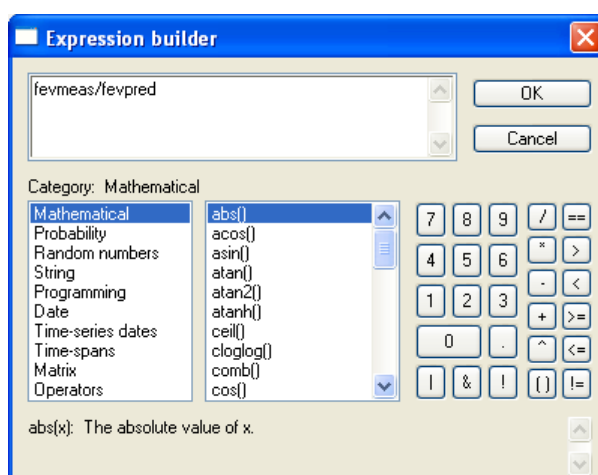 Expression builder
fevmeas/fevpred
OK
Cancel
Category: Mathematical
Mathematical
Probability
Random numbers
String
Programming
Date
Time-series dates
Time-spans
Matrix
Operators
abs()
acos()
asin()
atan()
atan2()
atanh()
ceil()
cloglog()
comb()
cos()
7 8 9 / ==
4 5 6 * >
1 2 3 - <
+ >=
0 . ^ <=
| & ! () !=
abs(x): The absolute value of x.